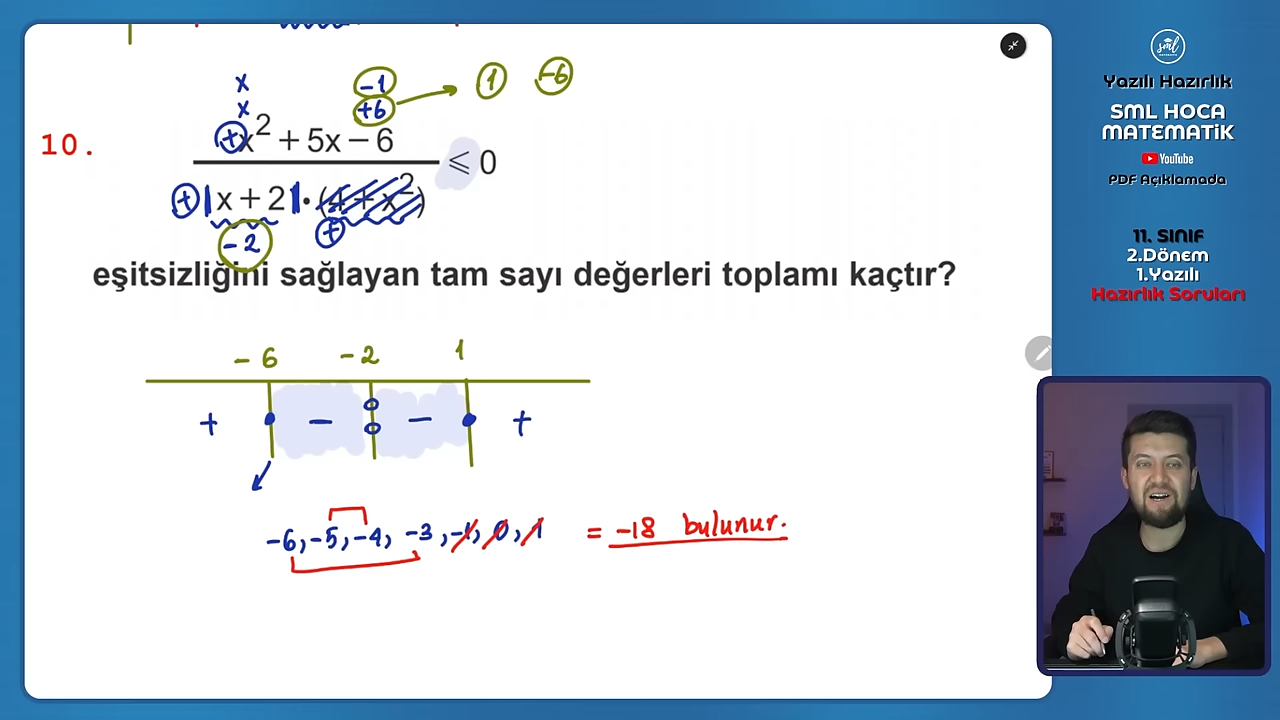 x
x
-1
+6
1
-6
10.
+x² + 5x − 6
≤ 0
+ |x + 2| · (4 + x²)
-2
+
eşitsizliğini sağlayan tam sayı değerleri toplamı kaçtır?
-6 -2 1
+ - - +
-6, -5, -4, -3, -1, 0, 1 = -18 bulunur.
sml
Yazılı Hazırlık
SML HOCA
MATEMATİK
YouTube
PDF Açıklamada
11. SINIF
2.Dönem
1.Yazılı
Hazırlık Soruları